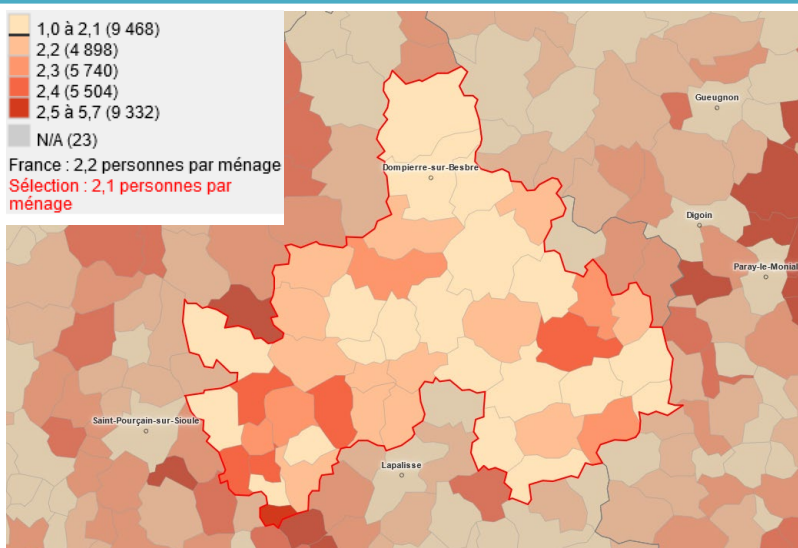 1,0 à 2,1 (9 468)
2,2 (4 898)
2,3 (5 740)
2,4 (5 504)
2,5 à 5,7 (9 332)
N/A (23)
France : 2,2 personnes par ménage
Sélection : 2,1 personnes par
ménage
Gueugnon
Dompierre-sur-Besbre
Digoin
Paray-le-Monial
Saint-Pourçain-sur-Sioule
Lapalisse